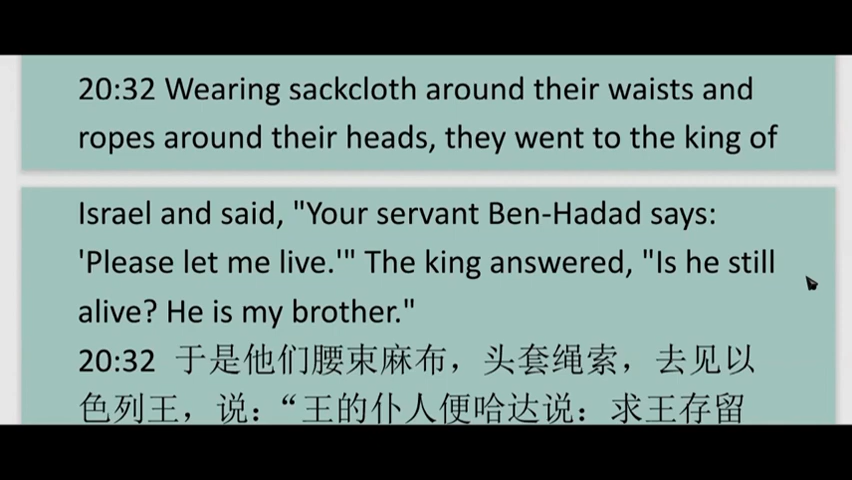 20:32 Wearing sackcloth around their waists and
ropes around their heads, they went to the king of
Israel and said, "Your servant Ben-Hadad says:
'Please let me live.'" The king answered, "Is he still
alive? He is my brother."
20:32 于是他们腰束麻布，头套绳索，去见以
色列王，说：“王的仆人便哈达说：求王存留